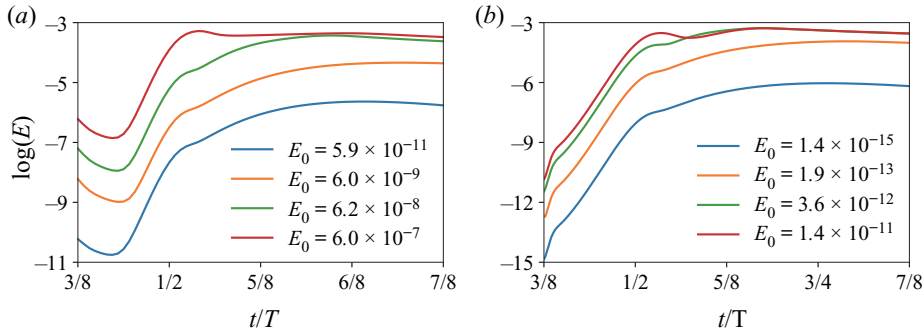 (a)
log(E)
−3
−5
−7
−9
−11
E₀ = 5.9 × 10⁻¹¹
E₀ = 6.0 × 10⁻⁹
E₀ = 6.2 × 10⁻⁸
E₀ = 6.0 × 10⁻⁷
3/8 1/2 5/8 6/8 7/8
t/T
(b)
−3
−6
−9
−12
−15
E₀ = 1.4 × 10⁻¹⁵
E₀ = 1.9 × 10⁻¹³
E₀ = 3.6 × 10⁻¹²
E₀ = 1.4 × 10⁻¹¹
3/8 1/2 5/8 3/4 7/8
t/T